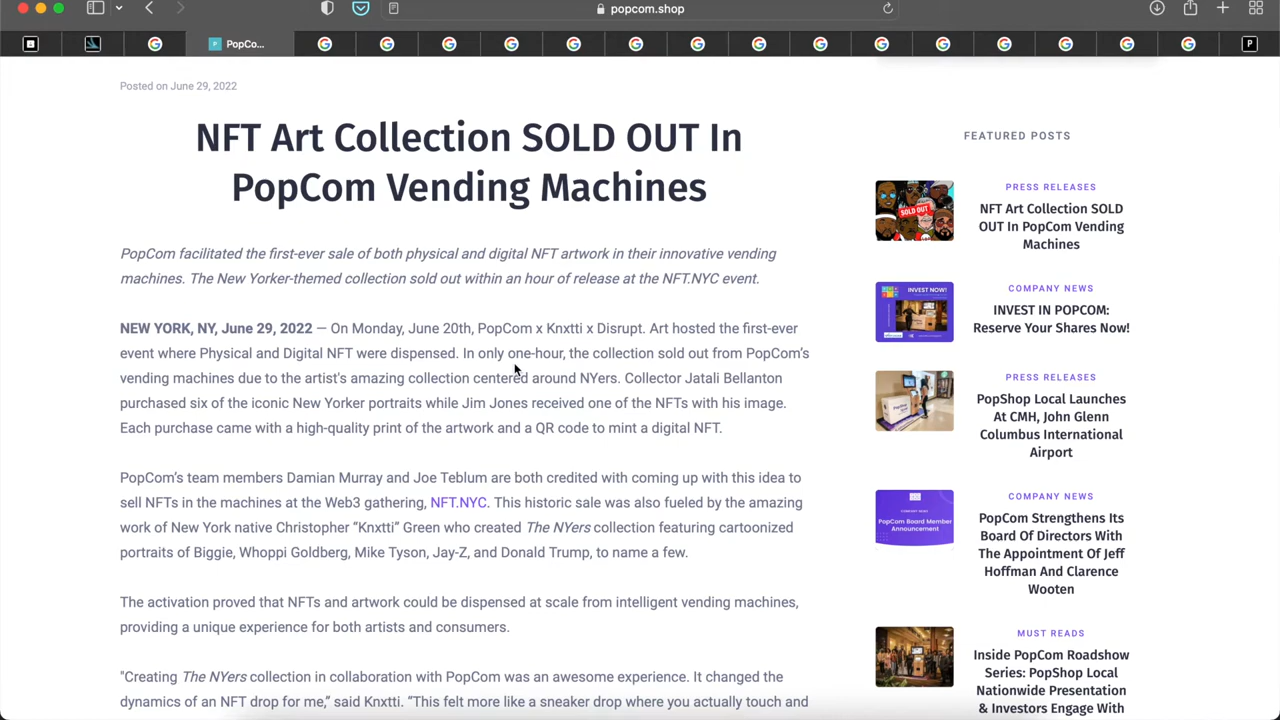 popcom.shop
PopCo...
Posted on June 29, 2022
NFT Art Collection SOLD OUT In
PopCom Vending Machines
PopCom facilitated the first-ever sale of both physical and digital NFT artwork in their innovative vending
machines. The New Yorker-themed collection sold out within an hour of release at the NFT.NYC event.
NEW YORK, NY, June 29, 2022 — On Monday, June 20th, PopCom x Knxtti x Disrupt. Art hosted the first-ever
event where Physical and Digital NFT were dispensed. In only one-hour, the collection sold out from PopCom's
vending machines due to the artist's amazing collection centered around NYers. Collector Jatali Bellanton
purchased six of the iconic New Yorker portraits while Jim Jones received one of the NFTs with his image.
Each purchase came with a high-quality print of the artwork and a QR code to mint a digital NFT.
PopCom's team members Damian Murray and Joe Teblum are both credited with coming up with this idea to
sell NFTs in the machines at the Web3 gathering, NFT.NYC. This historic sale was also fueled by the amazing
work of New York native Christopher "Knxtti" Green who created The NYers collection featuring cartoonized
portraits of Biggie, Whoppi Goldberg, Mike Tyson, Jay-Z, and Donald Trump, to name a few.
The activation proved that NFTs and artwork could be dispensed at scale from intelligent vending machines,
providing a unique experience for both artists and consumers.
"Creating The NYers collection in collaboration with PopCom was an awesome experience. It changed the
dynamics of an NFT drop for me," said Knxtti. "This felt more like a sneaker drop where you actually touch and
FEATURED POSTS
SOLD OUT
PRESS RELEASES
NFT Art Collection SOLD
OUT In PopCom Vending
Machines
INVEST NOW!
COMPANY NEWS
INVEST IN POPCOM:
Reserve Your Shares Now!
PRESS RELEASES
PopShop Local Launches
At CMH, John Glenn
Columbus International
Airport
PopCom Board Member
Announcement
COMPANY NEWS
PopCom Strengthens Its
Board Of Directors With
The Appointment Of Jeff
Hoffman And Clarence
Wooten
MUST READS
Inside PopCom Roadshow
Series: PopShop Local
Nationwide Presentation
& Investors Engage With